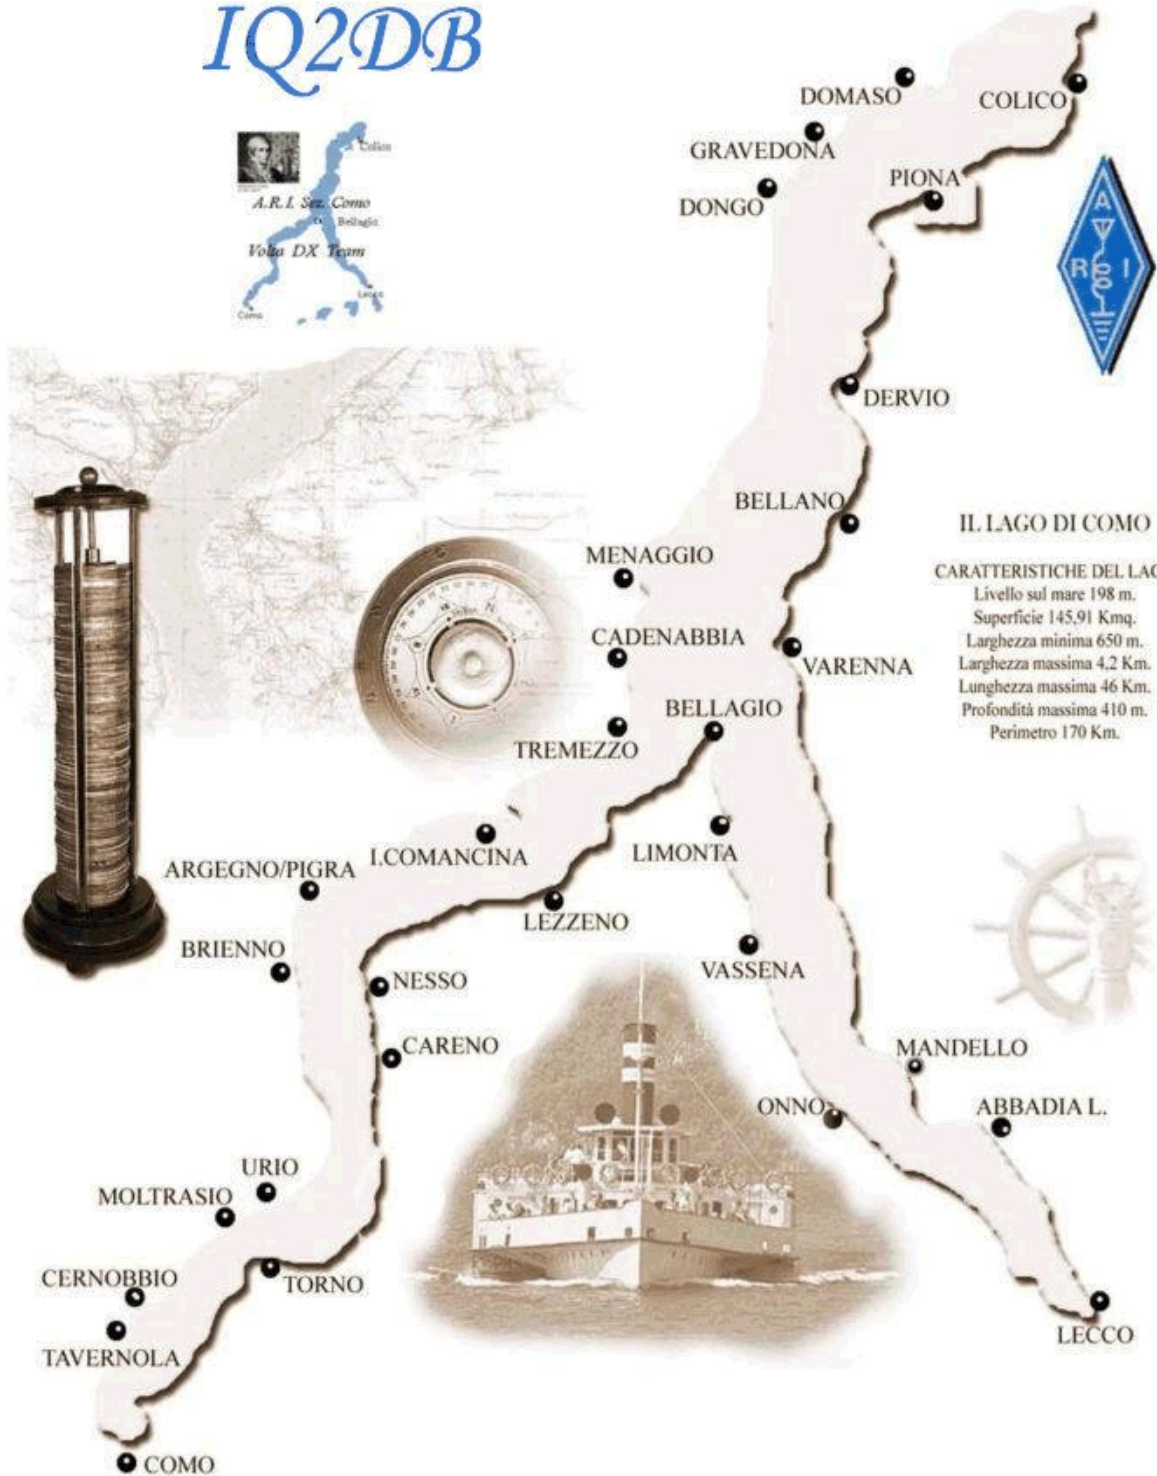 IQ2DB
Colico
A.R.I. Sez. Como
Bellagio
Volta DX Team
Lecco
Como
DOMASO
COLICO
GRAVEDONA
PIONA
DONGO
A
R I
DERVIO
BELLANO
IL LAGO DI COMO
MENAGGIO
CARATTERISTICHE DEL LAG
Livello sul mare 198 m.
Superficie 145,91 Kmq.
Larghezza minima 650 m.
Larghezza massima 4,2 Km.
Lunghezza massima 46 Km.
Profondità massima 410 m.
Perimetro 170 Km.
CADENABBIA
VARENNA
BELLAGIO
TREMEZZO
I.COMANCINA
LIMONTA
ARGEGNO/PIGRA
LEZZENO
BRIENNO
VASSENA
NESSO
CARENO
MANDELLO
ONNO
ABBADIA L.
URIO
MOLTRASIO
CERNOBBIO
TORNO
TAVERNOLA
LECCO
COMO